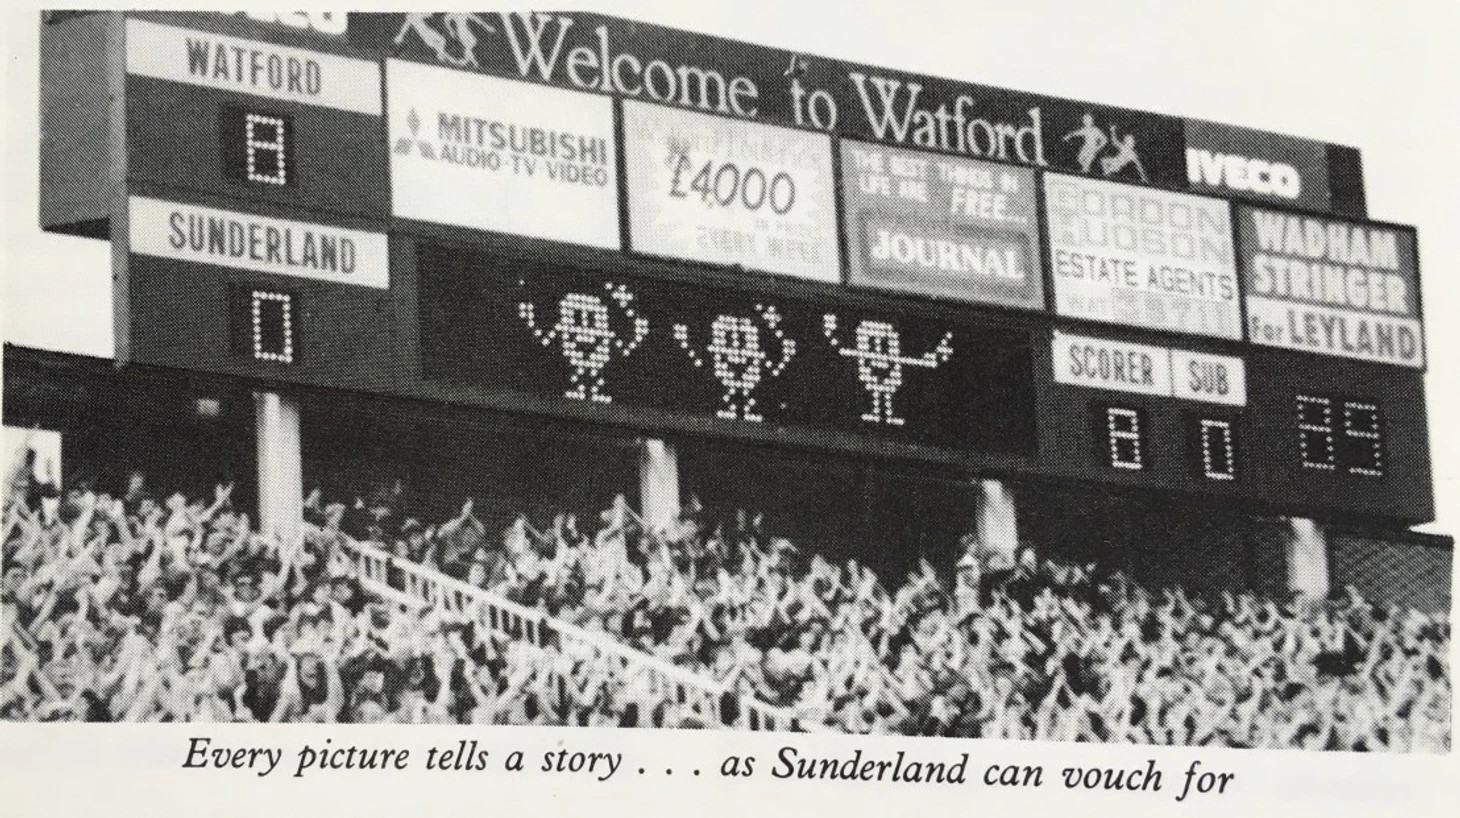 Welcome to Watford
IVECO
WATFORD
8
SUNDERLAND
0
MITSUBISHI
AUDIO·TV·VIDEO
£4000
EVERY WEEK
THE BEST THINGS IN
LIFE ARE FREE...
JOURNAL
GORDON
HUDSON
ESTATE AGENTS
WADHAM
STRINGER
For LEYLAND
SCORER SUB
8 0
89
Every picture tells a story . . . as Sunderland can vouch for